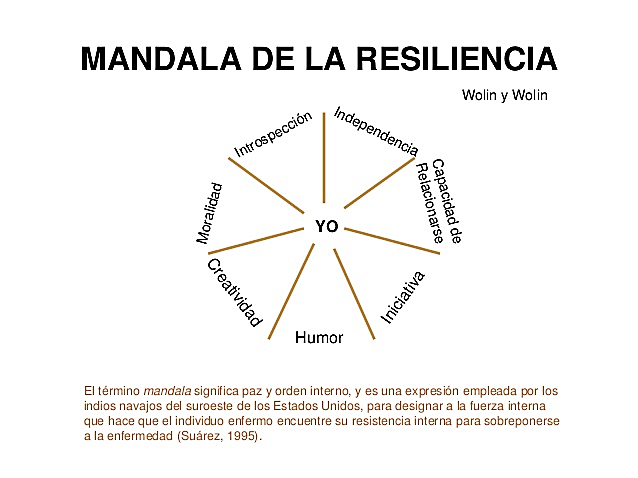 MANDALA DE LA RESILIENCIA
Wolin y Wolin
Introspección
Independencia
Capacidad de
Relacionarse
Moralidad
YO
Creatividad
Iniciativa
Humor
El término mandala significa paz y orden interno, y es una expresión empleada por los
indios navajos del suroeste de los Estados Unidos, para designar a la fuerza interna
que hace que el individuo enfermo encuentre su resistencia interna para sobreponerse
a la enfermedad (Suárez, 1995).